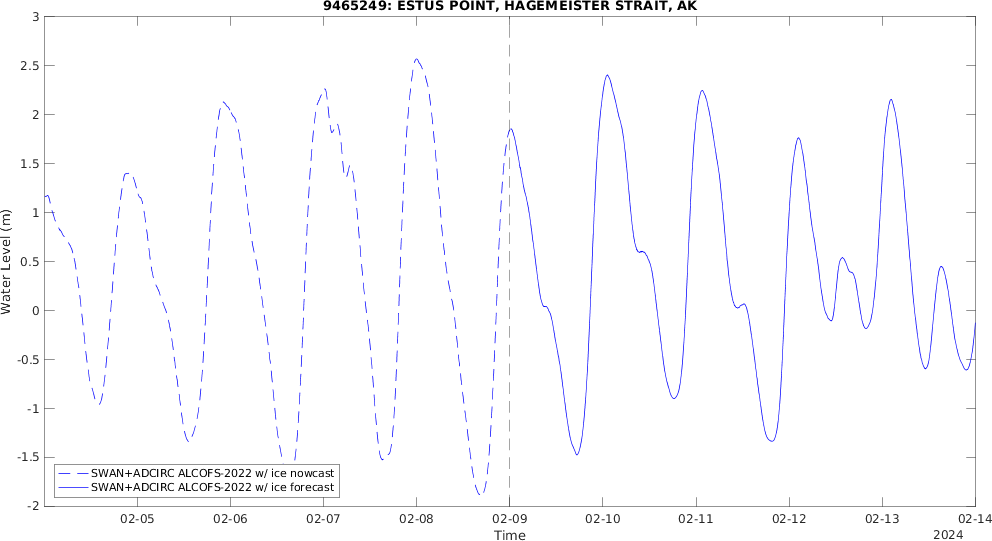 9465249: ESTUS POINT, HAGEMEISTER STRAIT, AK
3
2.5
2
1.5
1
0.5
0
-0.5
-1
-1.5
-2
Water Level (m)
SWAN+ADCIRC ALCOFS-2022 w/ ice nowcast
SWAN+ADCIRC ALCOFS-2022 w/ ice forecast
02-05 02-06 02-07 02-08 02-09 02-10 02-11 02-12 02-13 02-14
Time
2024